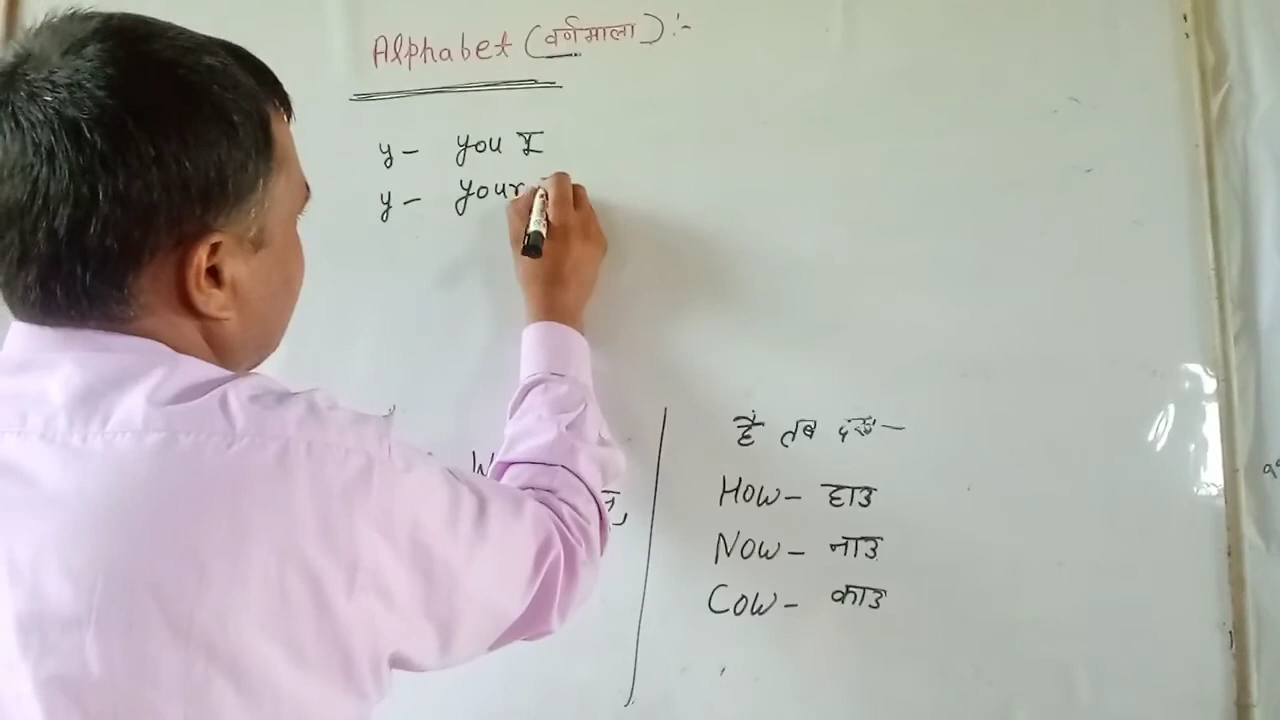 Alphabet (वर्णमाला) :-
y - you यू
y - your
है तब
How - हाउ
Now - नाउ
Cow - काउ